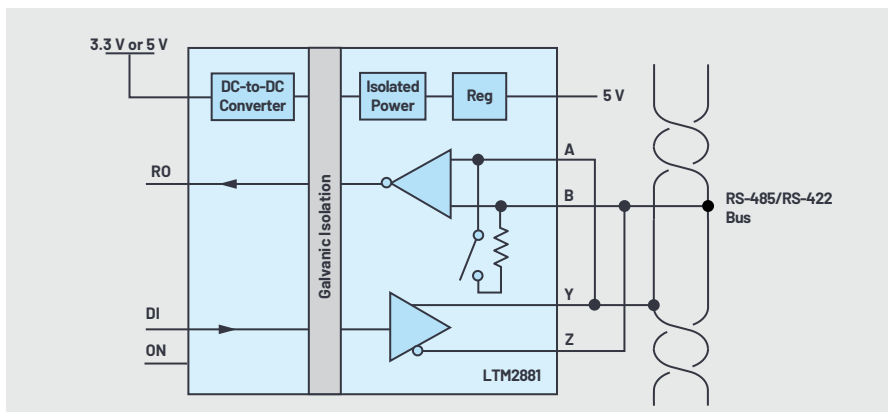 3.3 V or 5 V
DC-to-DC
Converter
Isolated
Power
Reg
5 V
A
RO
B
RS-485/RS-422
Bus
Galvanic Isolation
Y
DI
Z
ON
LTM2881